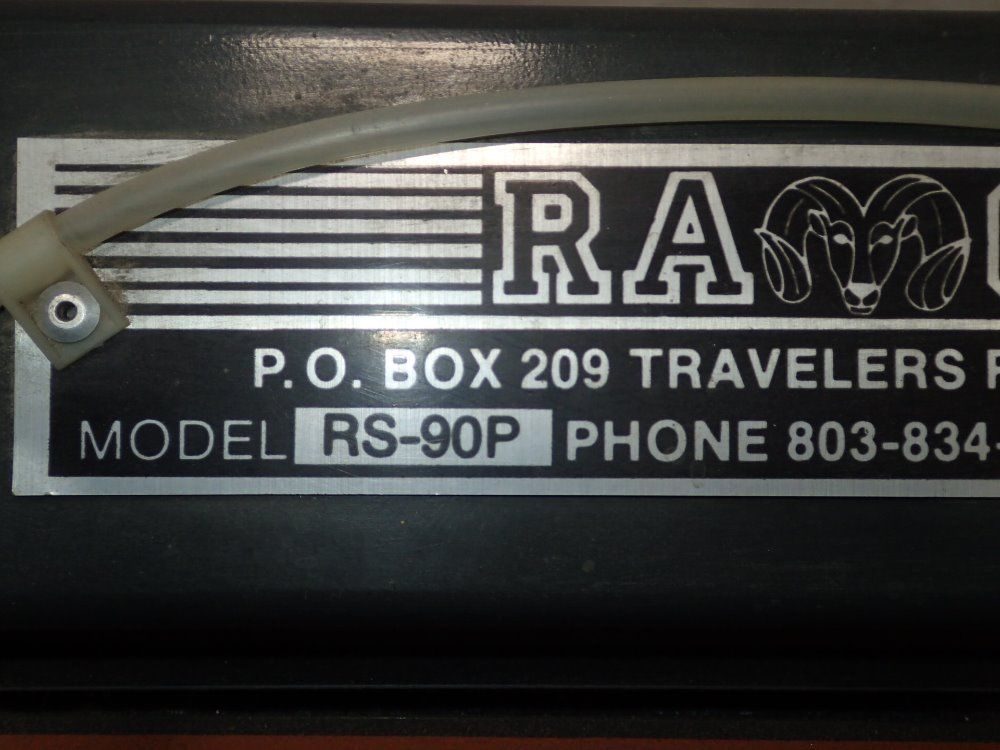 RA
P.O. BOX 209 TRAVELERS
MODEL RS-90P PHONE 803-834-